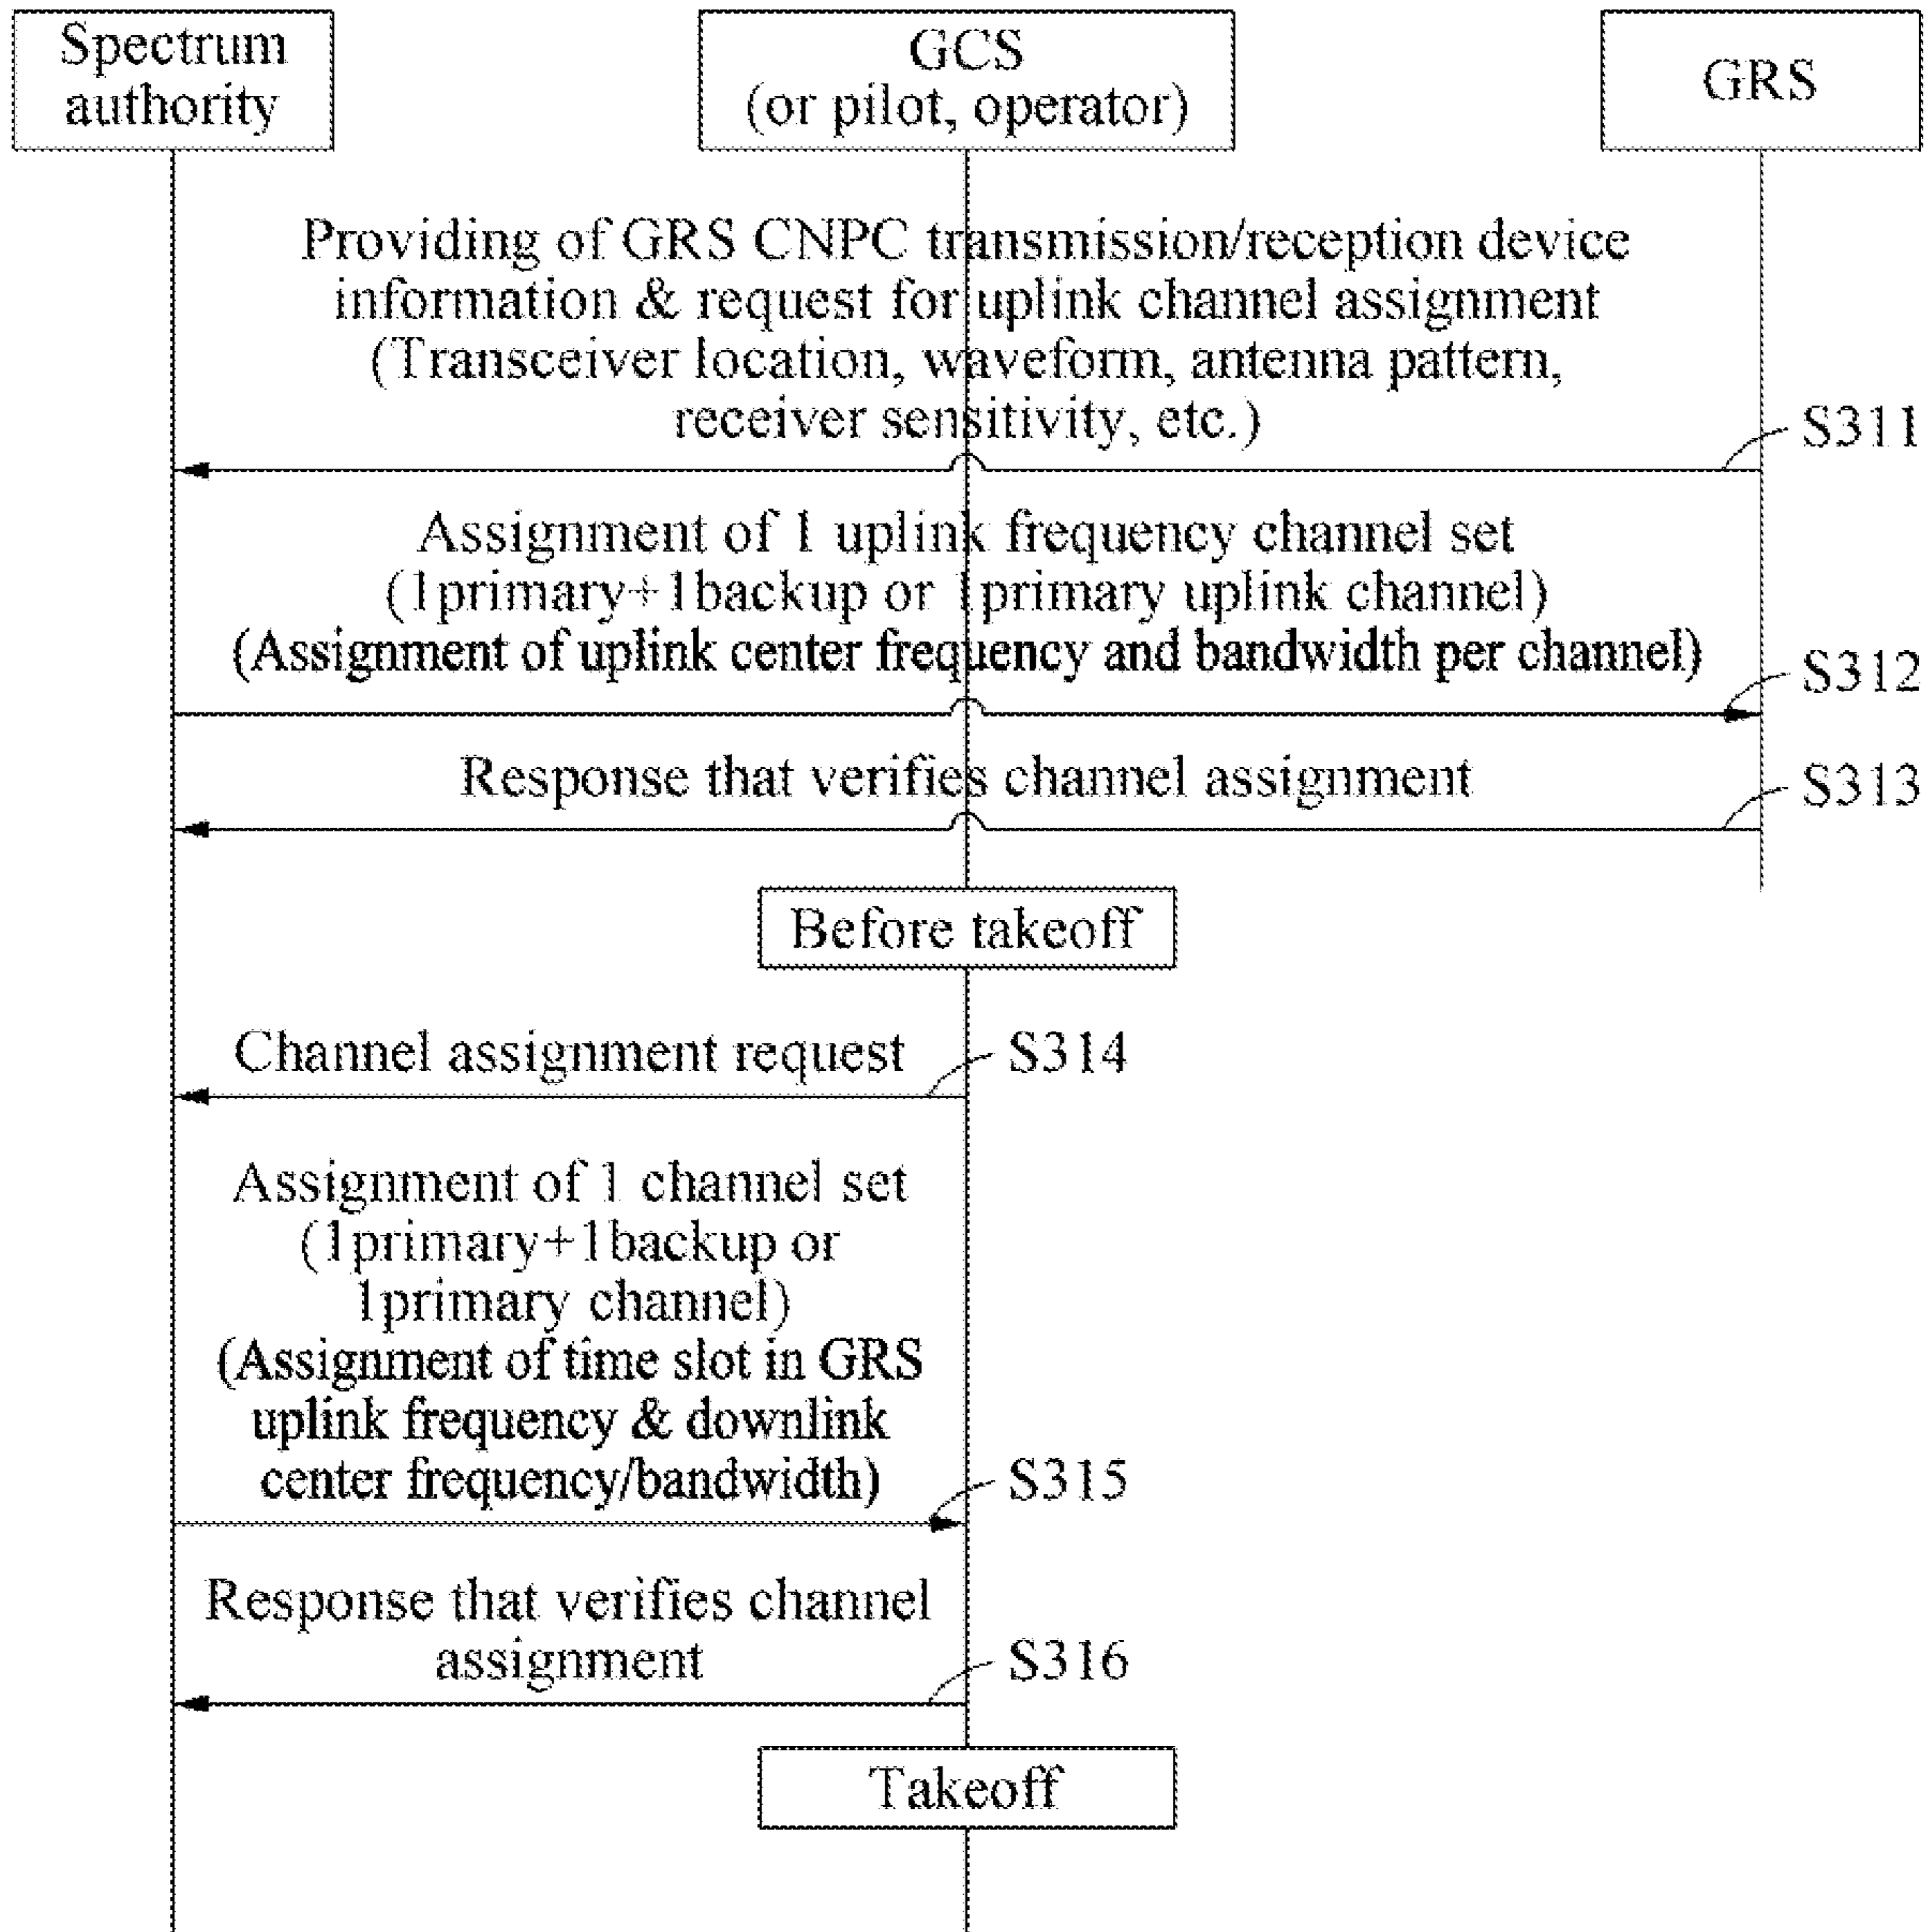 Spectrum
authority
GCS
(or pilot, operator)
GRS
Providing of GRS CNPC transmission/reception device
information & request for uplink channel assignment
(Transceiver location, waveform, antenna pattern,
receiver sensitivity, etc.)
S311
Assignment of 1 uplink frequency channel set
(1primary+1backup or 1primary uplink channel)
(Assignment of uplink center frequency and bandwidth per channel)
S312
Response that verifies channel assignment
S313
Before takeoff
Channel assignment request
S314
Assignment of 1 channel set
(1primary+1backup or
1primary channel)
(Assignment of time slot in GRS
uplink frequency & downlink
center frequency/bandwidth)
S315
Response that verifies channel
assignment
S316
Takeoff